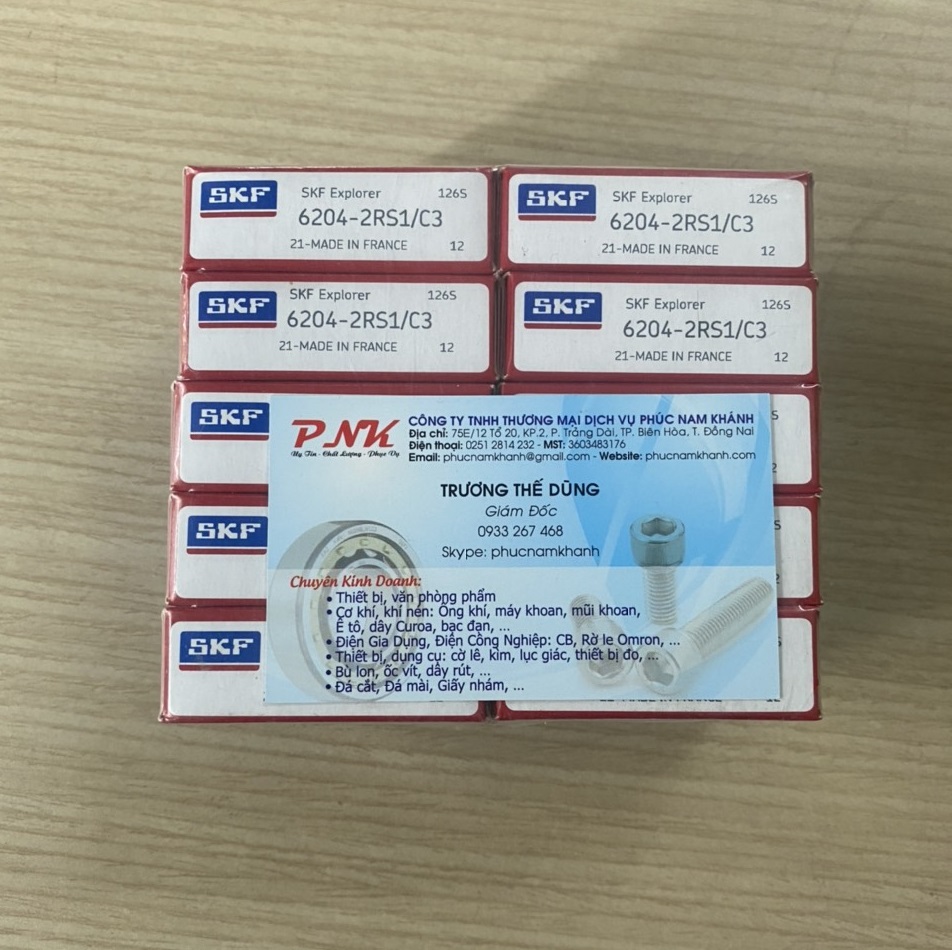 SKF
SKF Explorer
126S
6204-2RS1/C3
21-MADE IN FRANCE
12
SKF
SKF Explorer
126S
6204-2RS1/C3
21-MADE IN FRANCE
12
SKF
SKF Explorer
126S
6204-2RS1/C3
21-MADE IN FRANCE
12
SKF
SKF Explorer
126S
6204-2RS1/C3
21-MADE IN FRANCE
12
SKF
SKF
SKF
PNK
Uy Tín - Chất Lượng - Phục Vụ
CÔNG TY TNHH THƯƠNG MẠI DỊCH VỤ PHÚC NAM KHÁNH
Địa chỉ: 75E/12 Tổ 20, KP.2, P. Trảng Dài, TP. Biên Hòa, T. Đồng Nai
Điện thoại: 0251 2814 232 - MST: 3603483176
Email: phucnamkhanh@gmail.com - Website: phucnamkhanh.com
TRƯƠNG THẾ DŨNG
Giám Đốc
0933 267 468
Skype: phucnamkhanh
Chuyên Kinh Doanh:
• Thiết bị, văn phòng phẩm
• Cơ khí, khí nén: Ống khí, máy khoan, mũi khoan,
Ê tô, dây Curoa, bạc đạn, ...
• Điện Gia Dụng, Điện Công Nghiệp: CB, Rờ le Omron, ...
• Thiết bị, dụng cụ: cờ lê, kìm, lục giác, thiết bị đo, ...
• Bù lon, ốc vít, dây rút, ...
• Đá cắt, Đá mài, Giấy nhám, ...